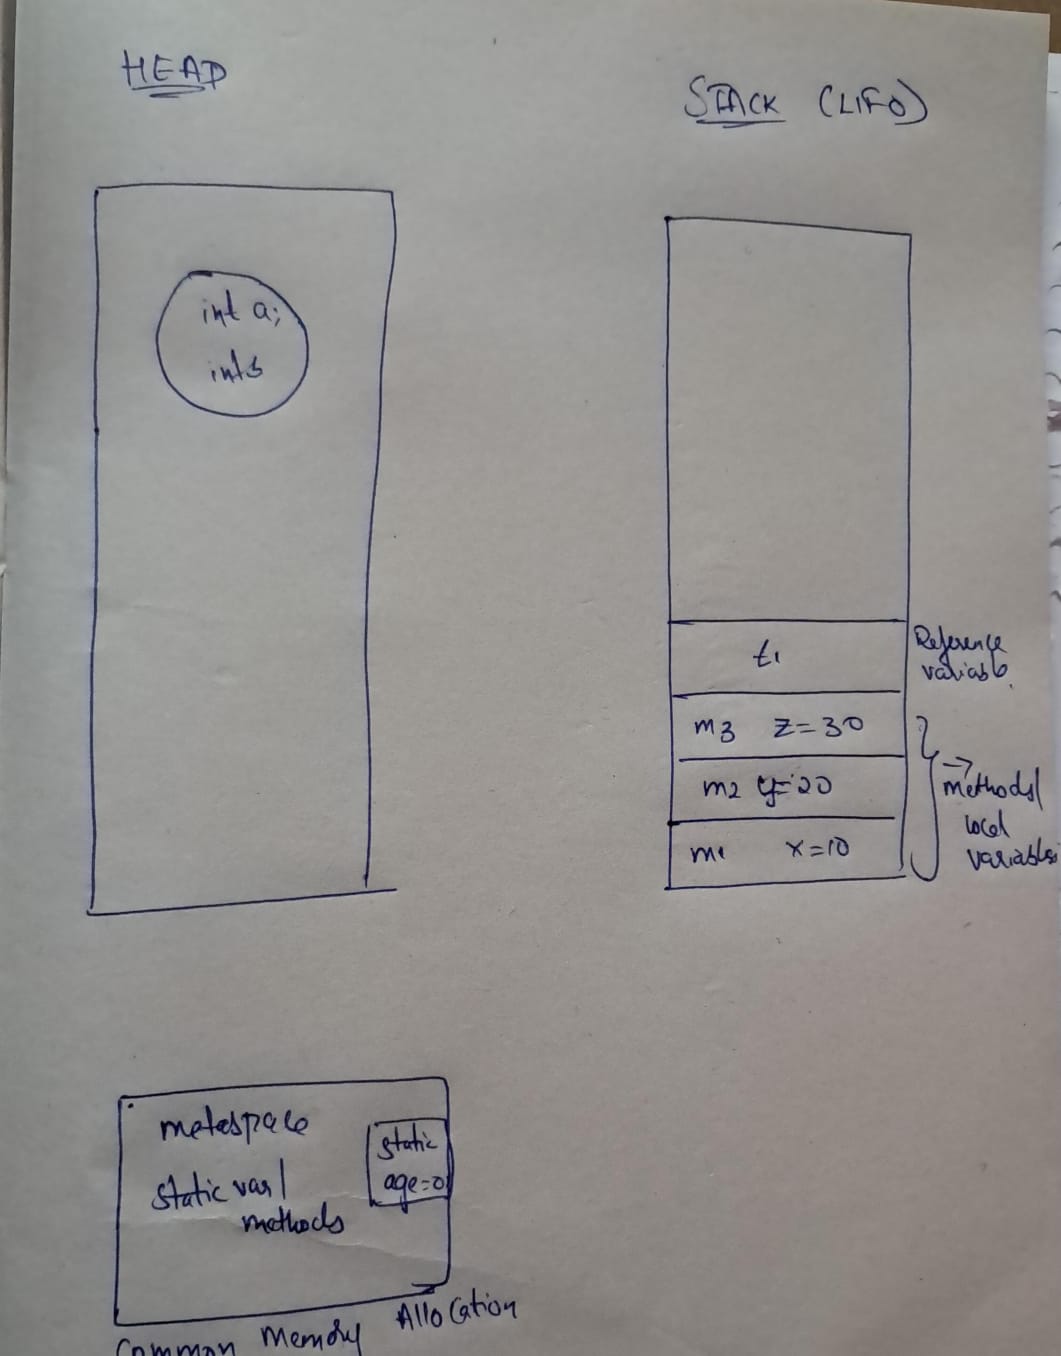 HEAP
STACK (LIFO)
int a;
int b
t1
Reference
variable.
m3 z=30
m2 y=20
m1 x=10
→
methods/
local
variables
metaspace
static var/
methods
static
age=0
Common Memory Allocation